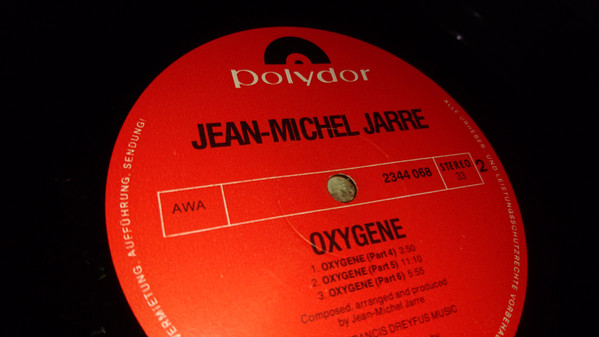 polydor
JEAN-MICHEL JARRE
AWA
2344 068
STEREO
33
2
OXYGENE
1. OXYGENE (Part 4) 3:50
2. OXYGENE (Part 5) 11:10
3. OXYGENE (Part 6) 5:55
Composed, arranged and produced
by Jean-Michel Jarre
FRANCIS DREYFUS MUSIC
VERMIETUNG, AUFFÜHRUNG, SENDUNG!
ALLE URHEBER- UND LEISTUNGSSCHUTZRECHTE